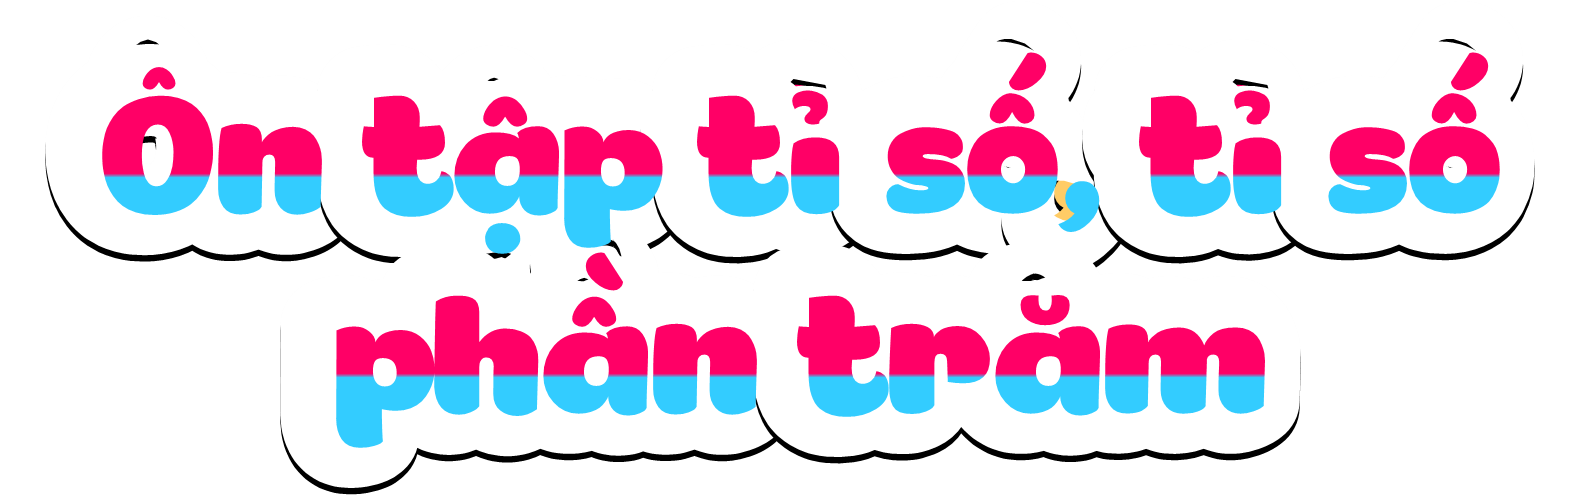 Ôn tập tỉ số, tỉ số
phần trăm